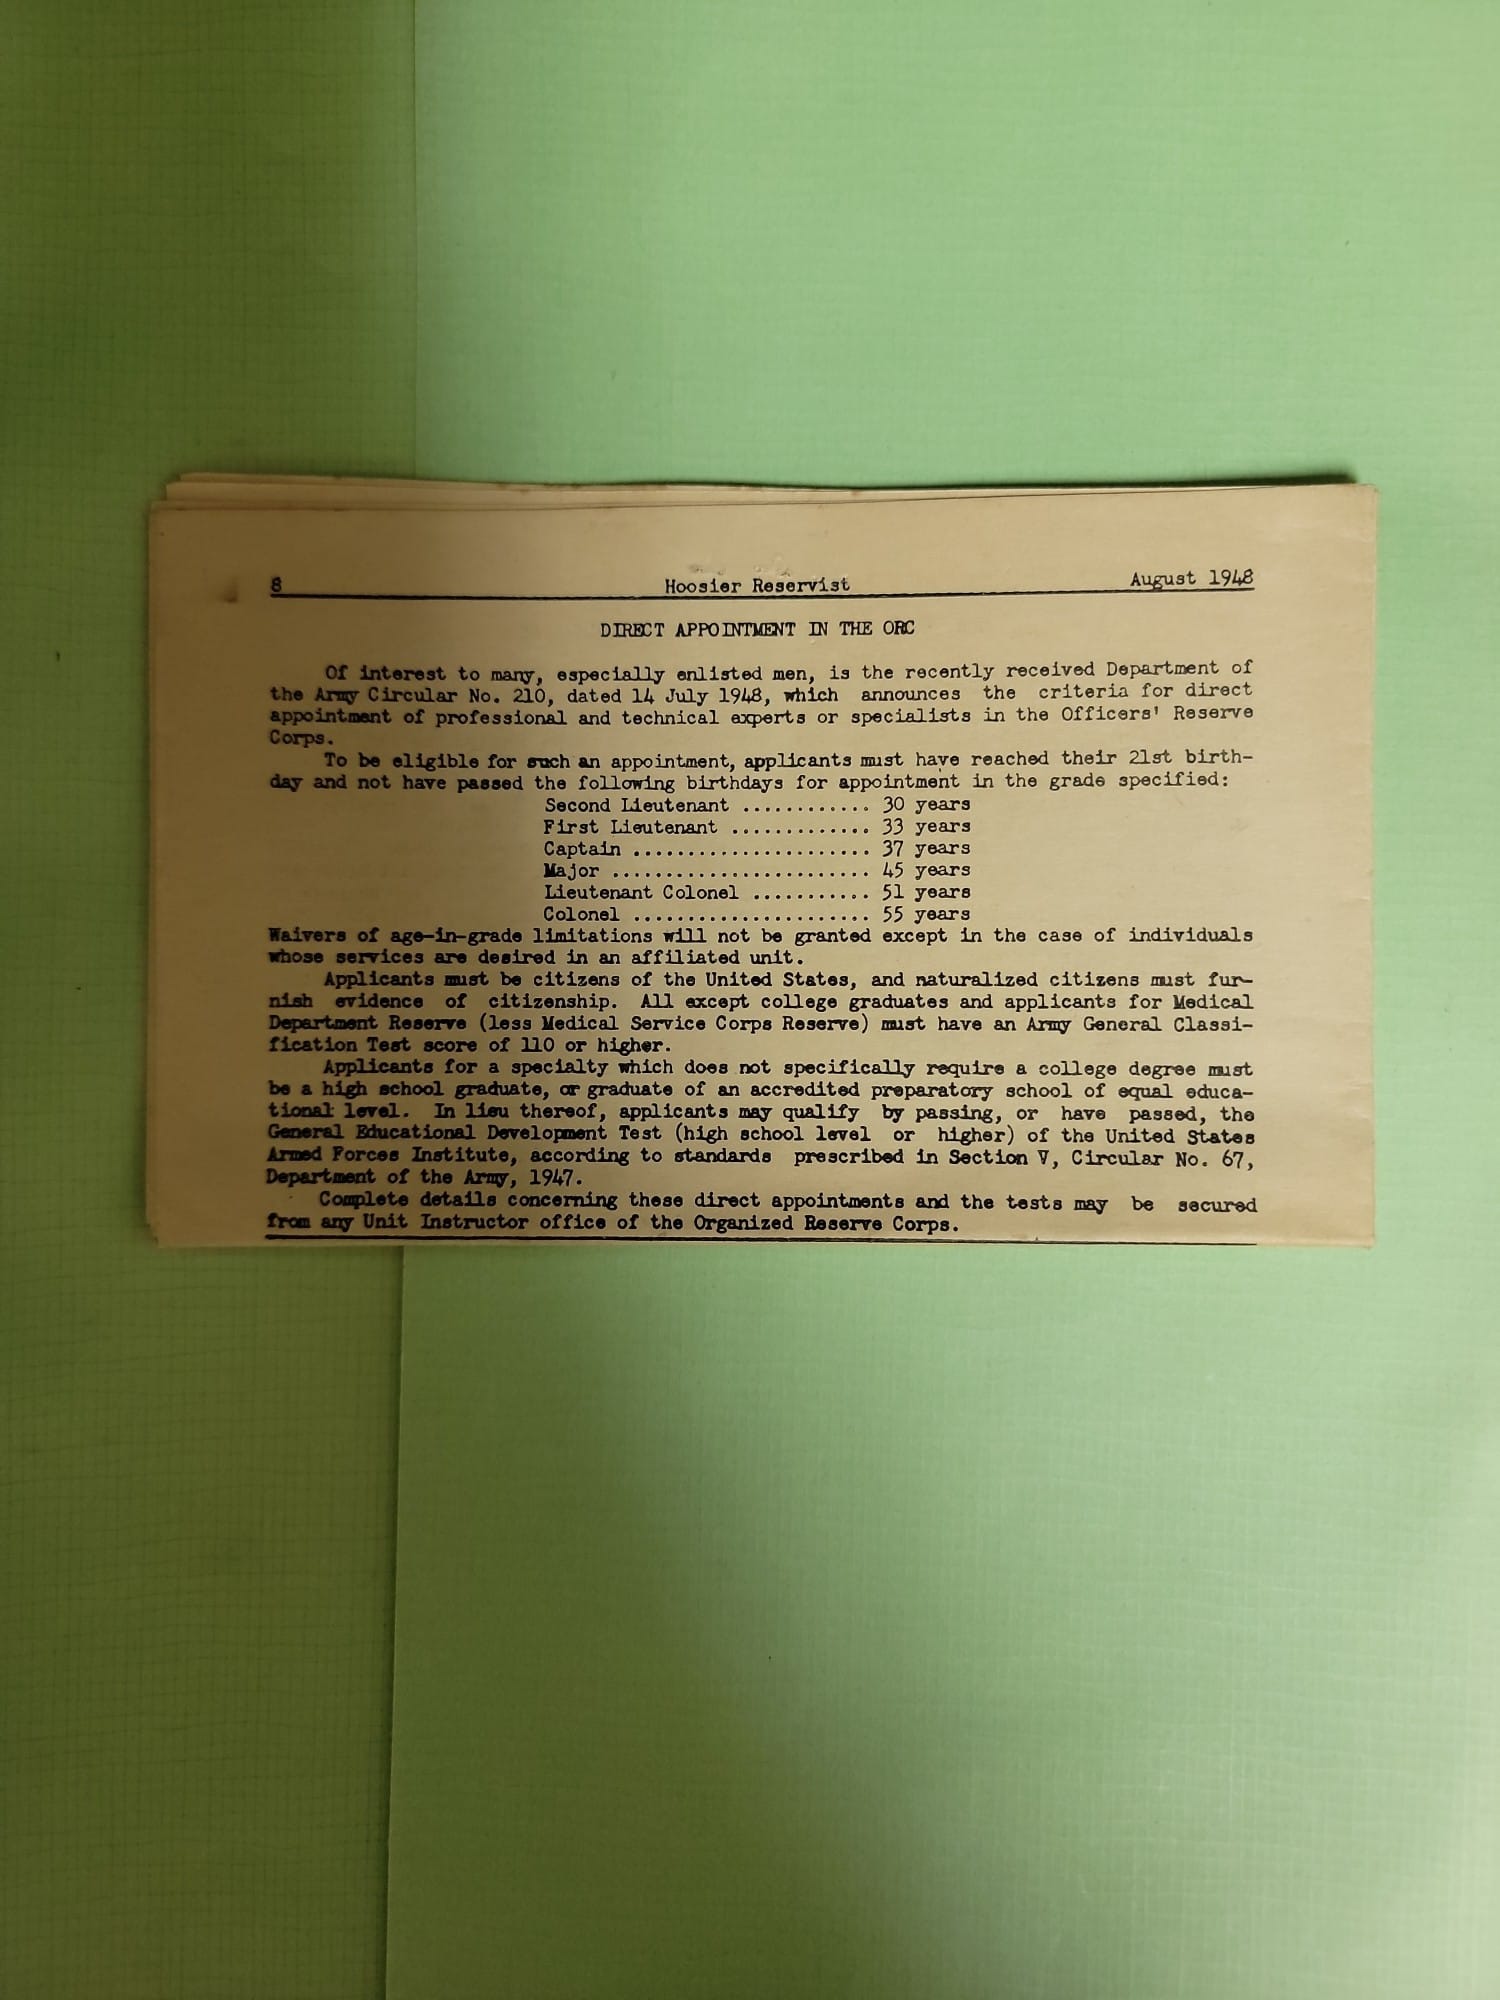 8 Hoosier Reservist August 1948
DIRECT APPOINTMENT IN THE ORC
Of interest to many, especially enlisted men, is the recently received Department of
the Army Circular No. 210, dated 14 July 1948, which announces the criteria for direct
appointment of professional and technical experts or specialists in the Officers' Reserve
Corps.
To be eligible for such an appointment, applicants must have reached their 21st birth-
day and not have passed the following birthdays for appointment in the grade specified:
Second Lieutenant ............ 30 years
First Lieutenant ............. 33 years
Captain ...................... 37 years
Major ........................ 45 years
Lieutenant Colonel ........... 51 years
Colonel ...................... 55 years
Waivers of age-in-grade limitations will not be granted except in the case of individuals
whose services are desired in an affiliated unit.
Applicants must be citizens of the United States, and naturalized citizens must fur-
nish evidence of citizenship. All except college graduates and applicants for Medical
Department Reserve (less Medical Service Corps Reserve) must have an Army General Classi-
fication Test score of 110 or higher.
Applicants for a specialty which does not specifically require a college degree must
be a high school graduate, or graduate of an accredited preparatory school of equal educa-
tional level. In lieu thereof, applicants may qualify by passing, or have passed, the
General Educational Development Test (high school level or higher) of the United States
Armed Forces Institute, according to standards prescribed in Section V, Circular No. 67,
Department of the Army, 1947.
Complete details concerning these direct appointments and the tests may be secured
from any Unit Instructor office of the Organized Reserve Corps.